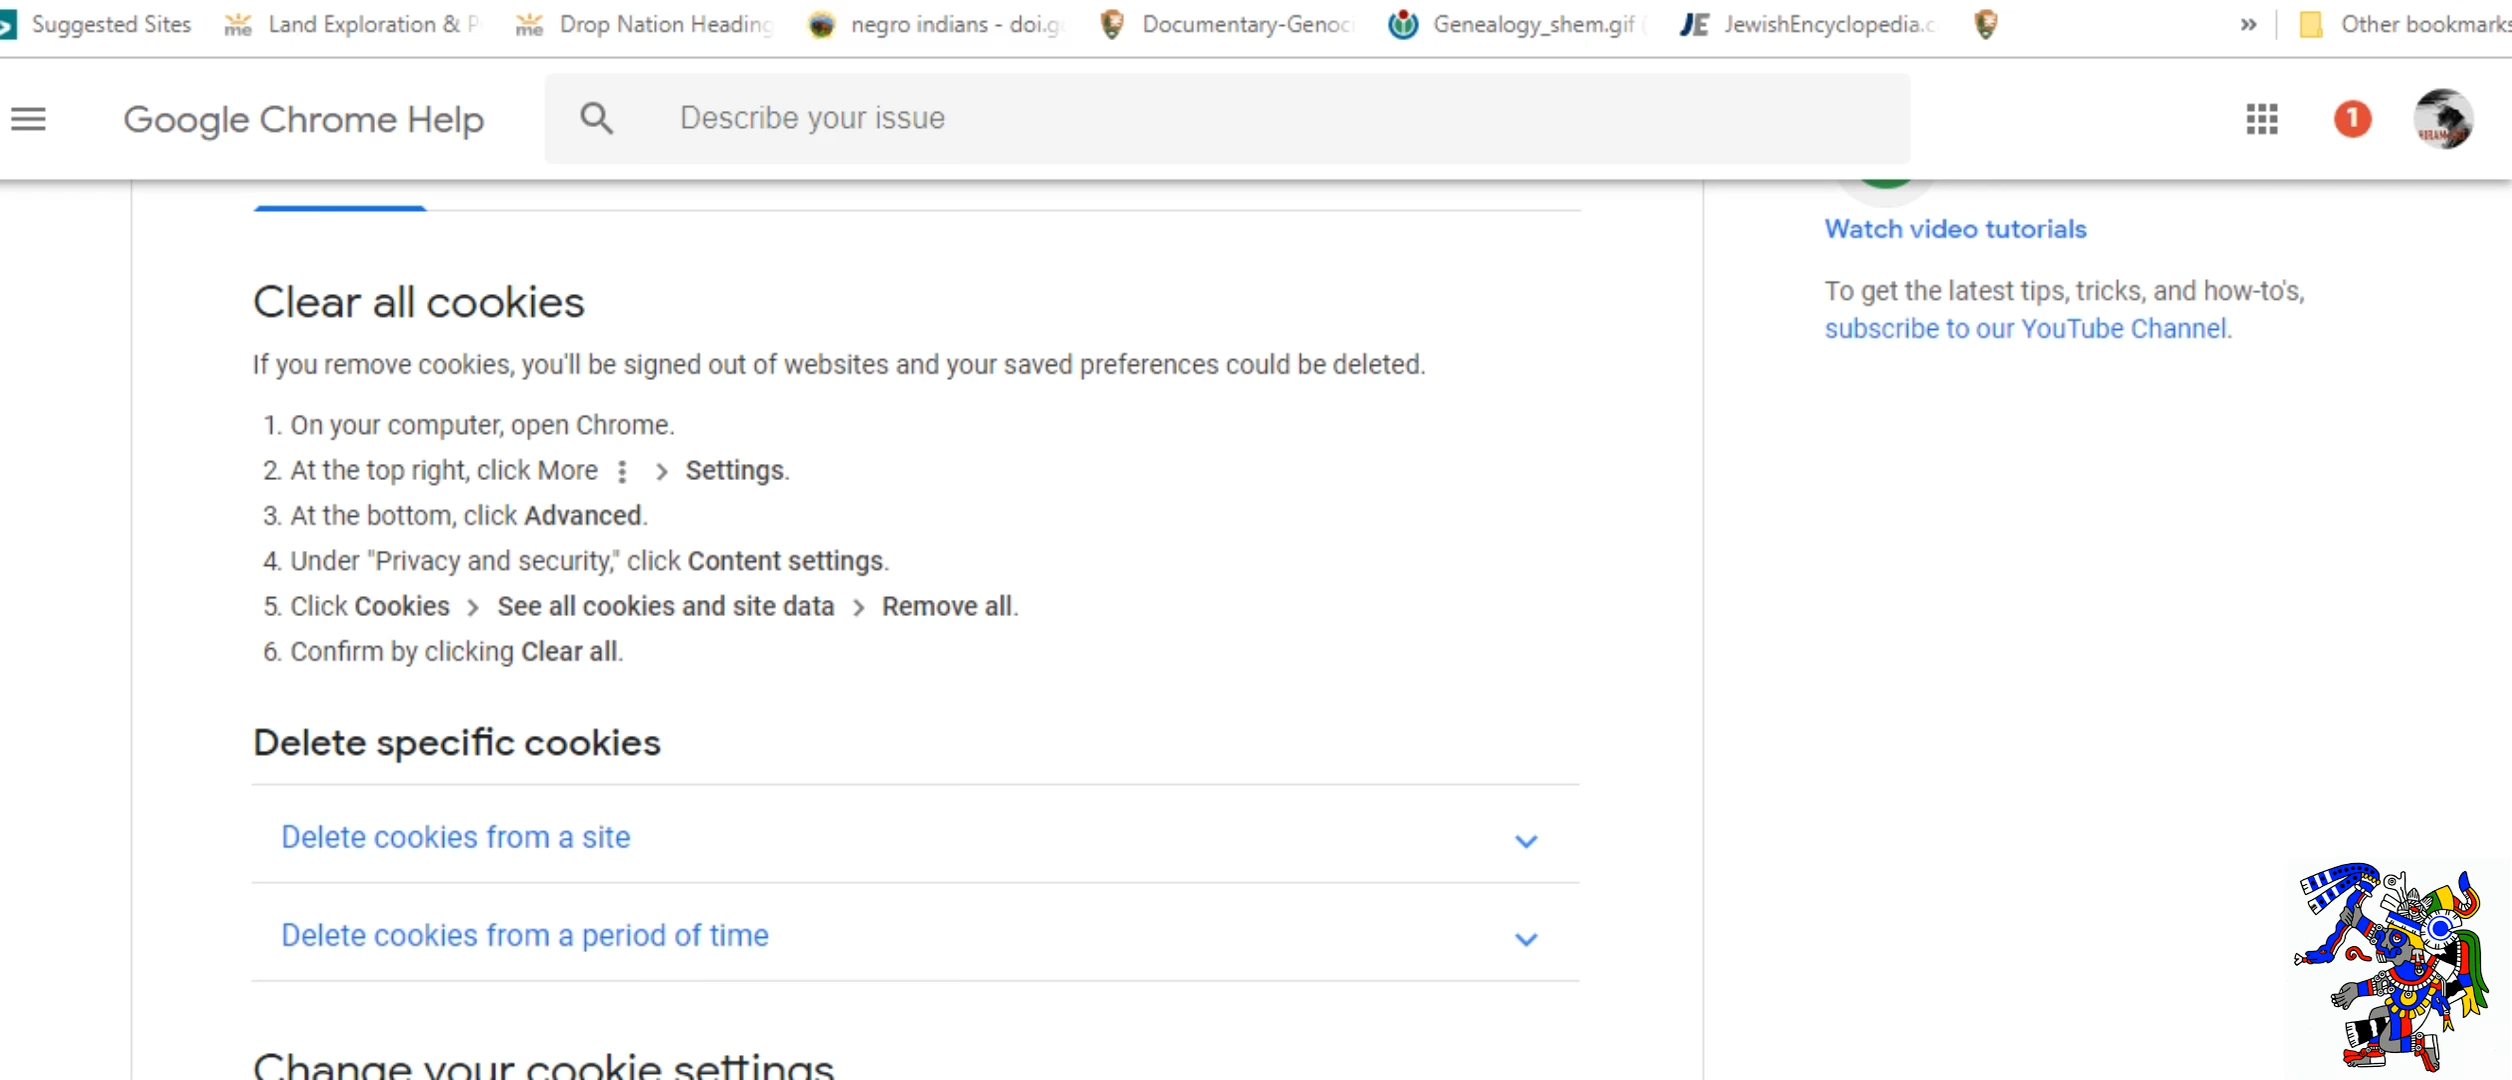 Suggested Sites Land Exploration & P Drop Nation Heading negro indians - doi.g Documentary-Genoc Genealogy_shem.gif ( JewishEncyclopedia.c » Other bookmarks
Google Chrome Help Describe your issue 1
Watch video tutorials
To get the latest tips, tricks, and how-to's,
subscribe to our YouTube Channel.
Clear all cookies
If you remove cookies, you'll be signed out of websites and your saved preferences could be deleted.
1. On your computer, open Chrome.
2. At the top right, click More > Settings.
3. At the bottom, click Advanced.
4. Under "Privacy and security," click Content settings.
5. Click Cookies > See all cookies and site data > Remove all.
6. Confirm by clicking Clear all.
Delete specific cookies
Delete cookies from a site
Delete cookies from a period of time
Change your cookie settings